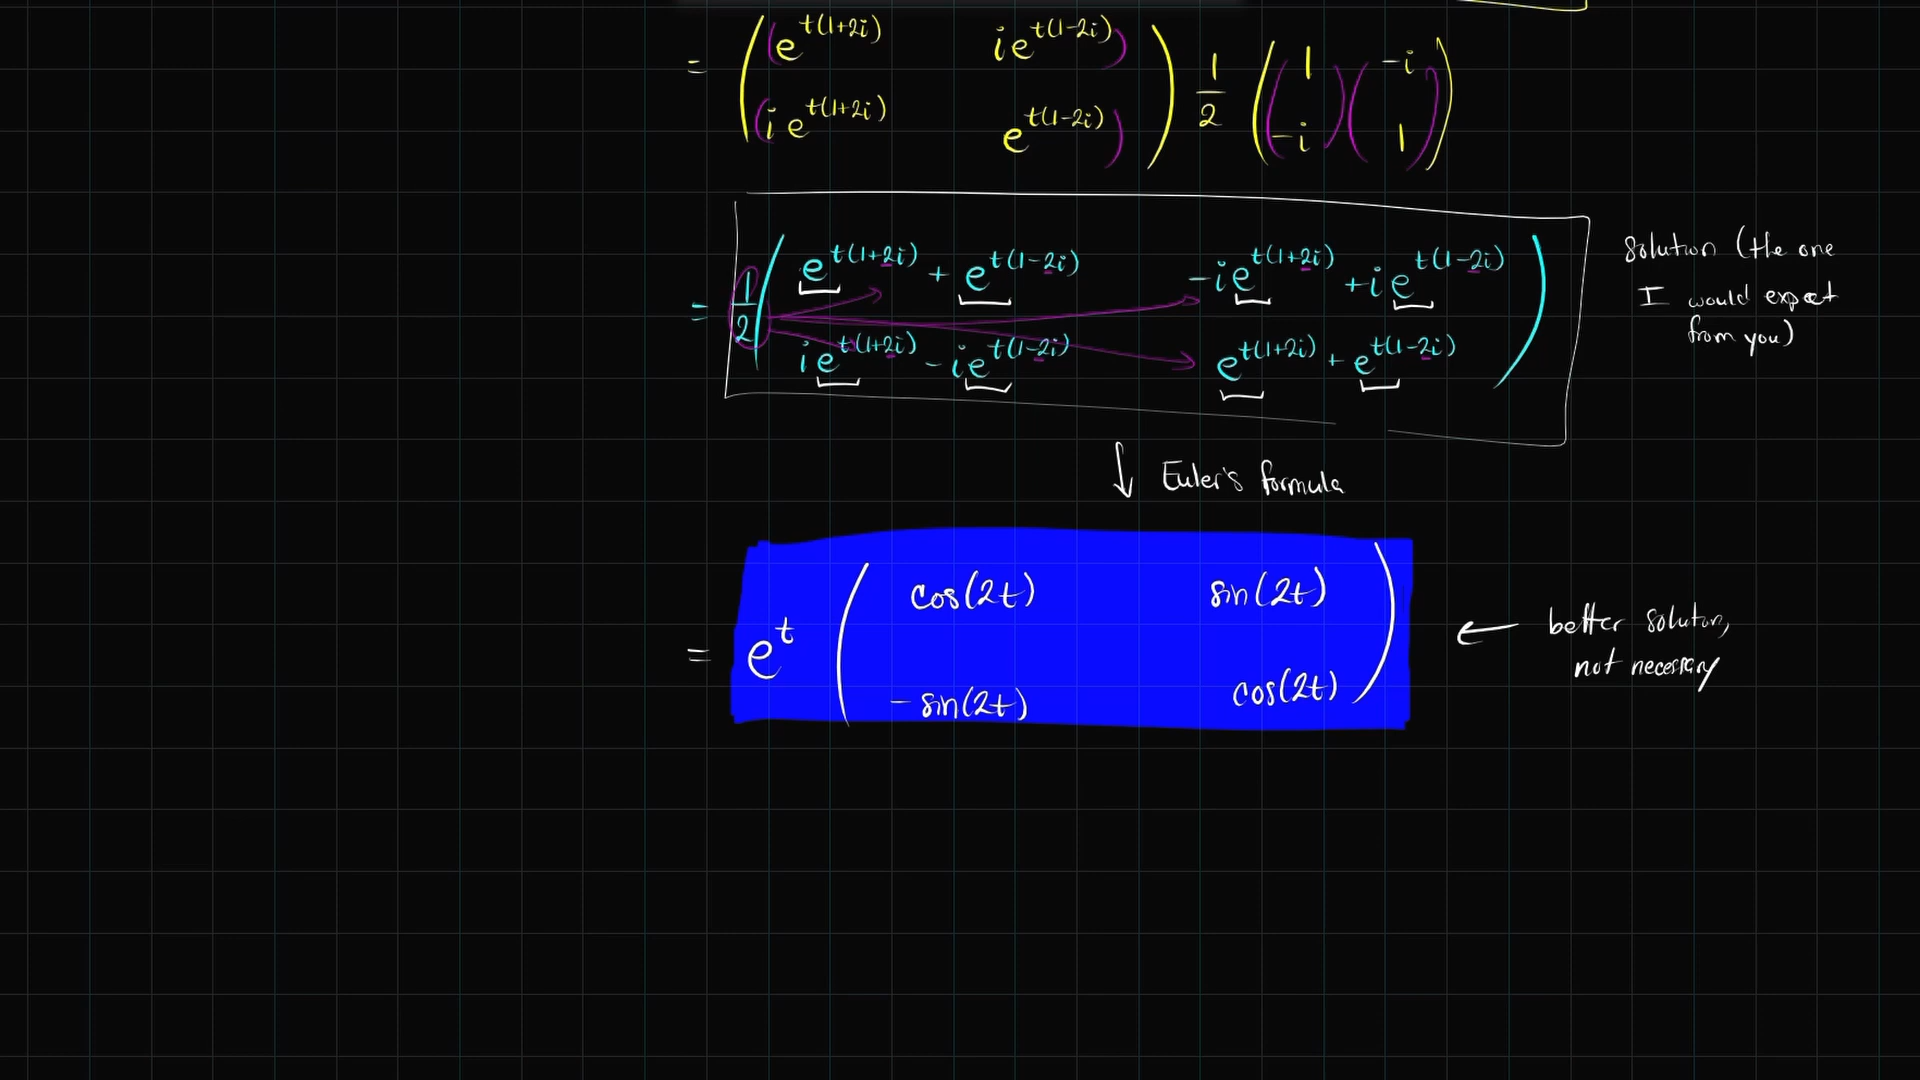 = ( e^{t(1+2i)} ie^{t(1-2i)} ) 1/2 ( 1 -i )
( ie^{t(1+2i)} e^{t(1-2i)} ) ( -i 1 )
= 1/2 ( e^{t(1+2i)} + e^{t(1-2i)} -ie^{t(1+2i)} +ie^{t(1-2i)} )
( ie^{t(1+2i)} - ie^{t(1-2i)} e^{t(1+2i)} + e^{t(1-2i)} )
solution (the one
I would expect
from you)
↓ Euler's formula
= e^t ( cos(2t) sin(2t) )
( -sin(2t) cos(2t) )
← better soluton,
not necessary